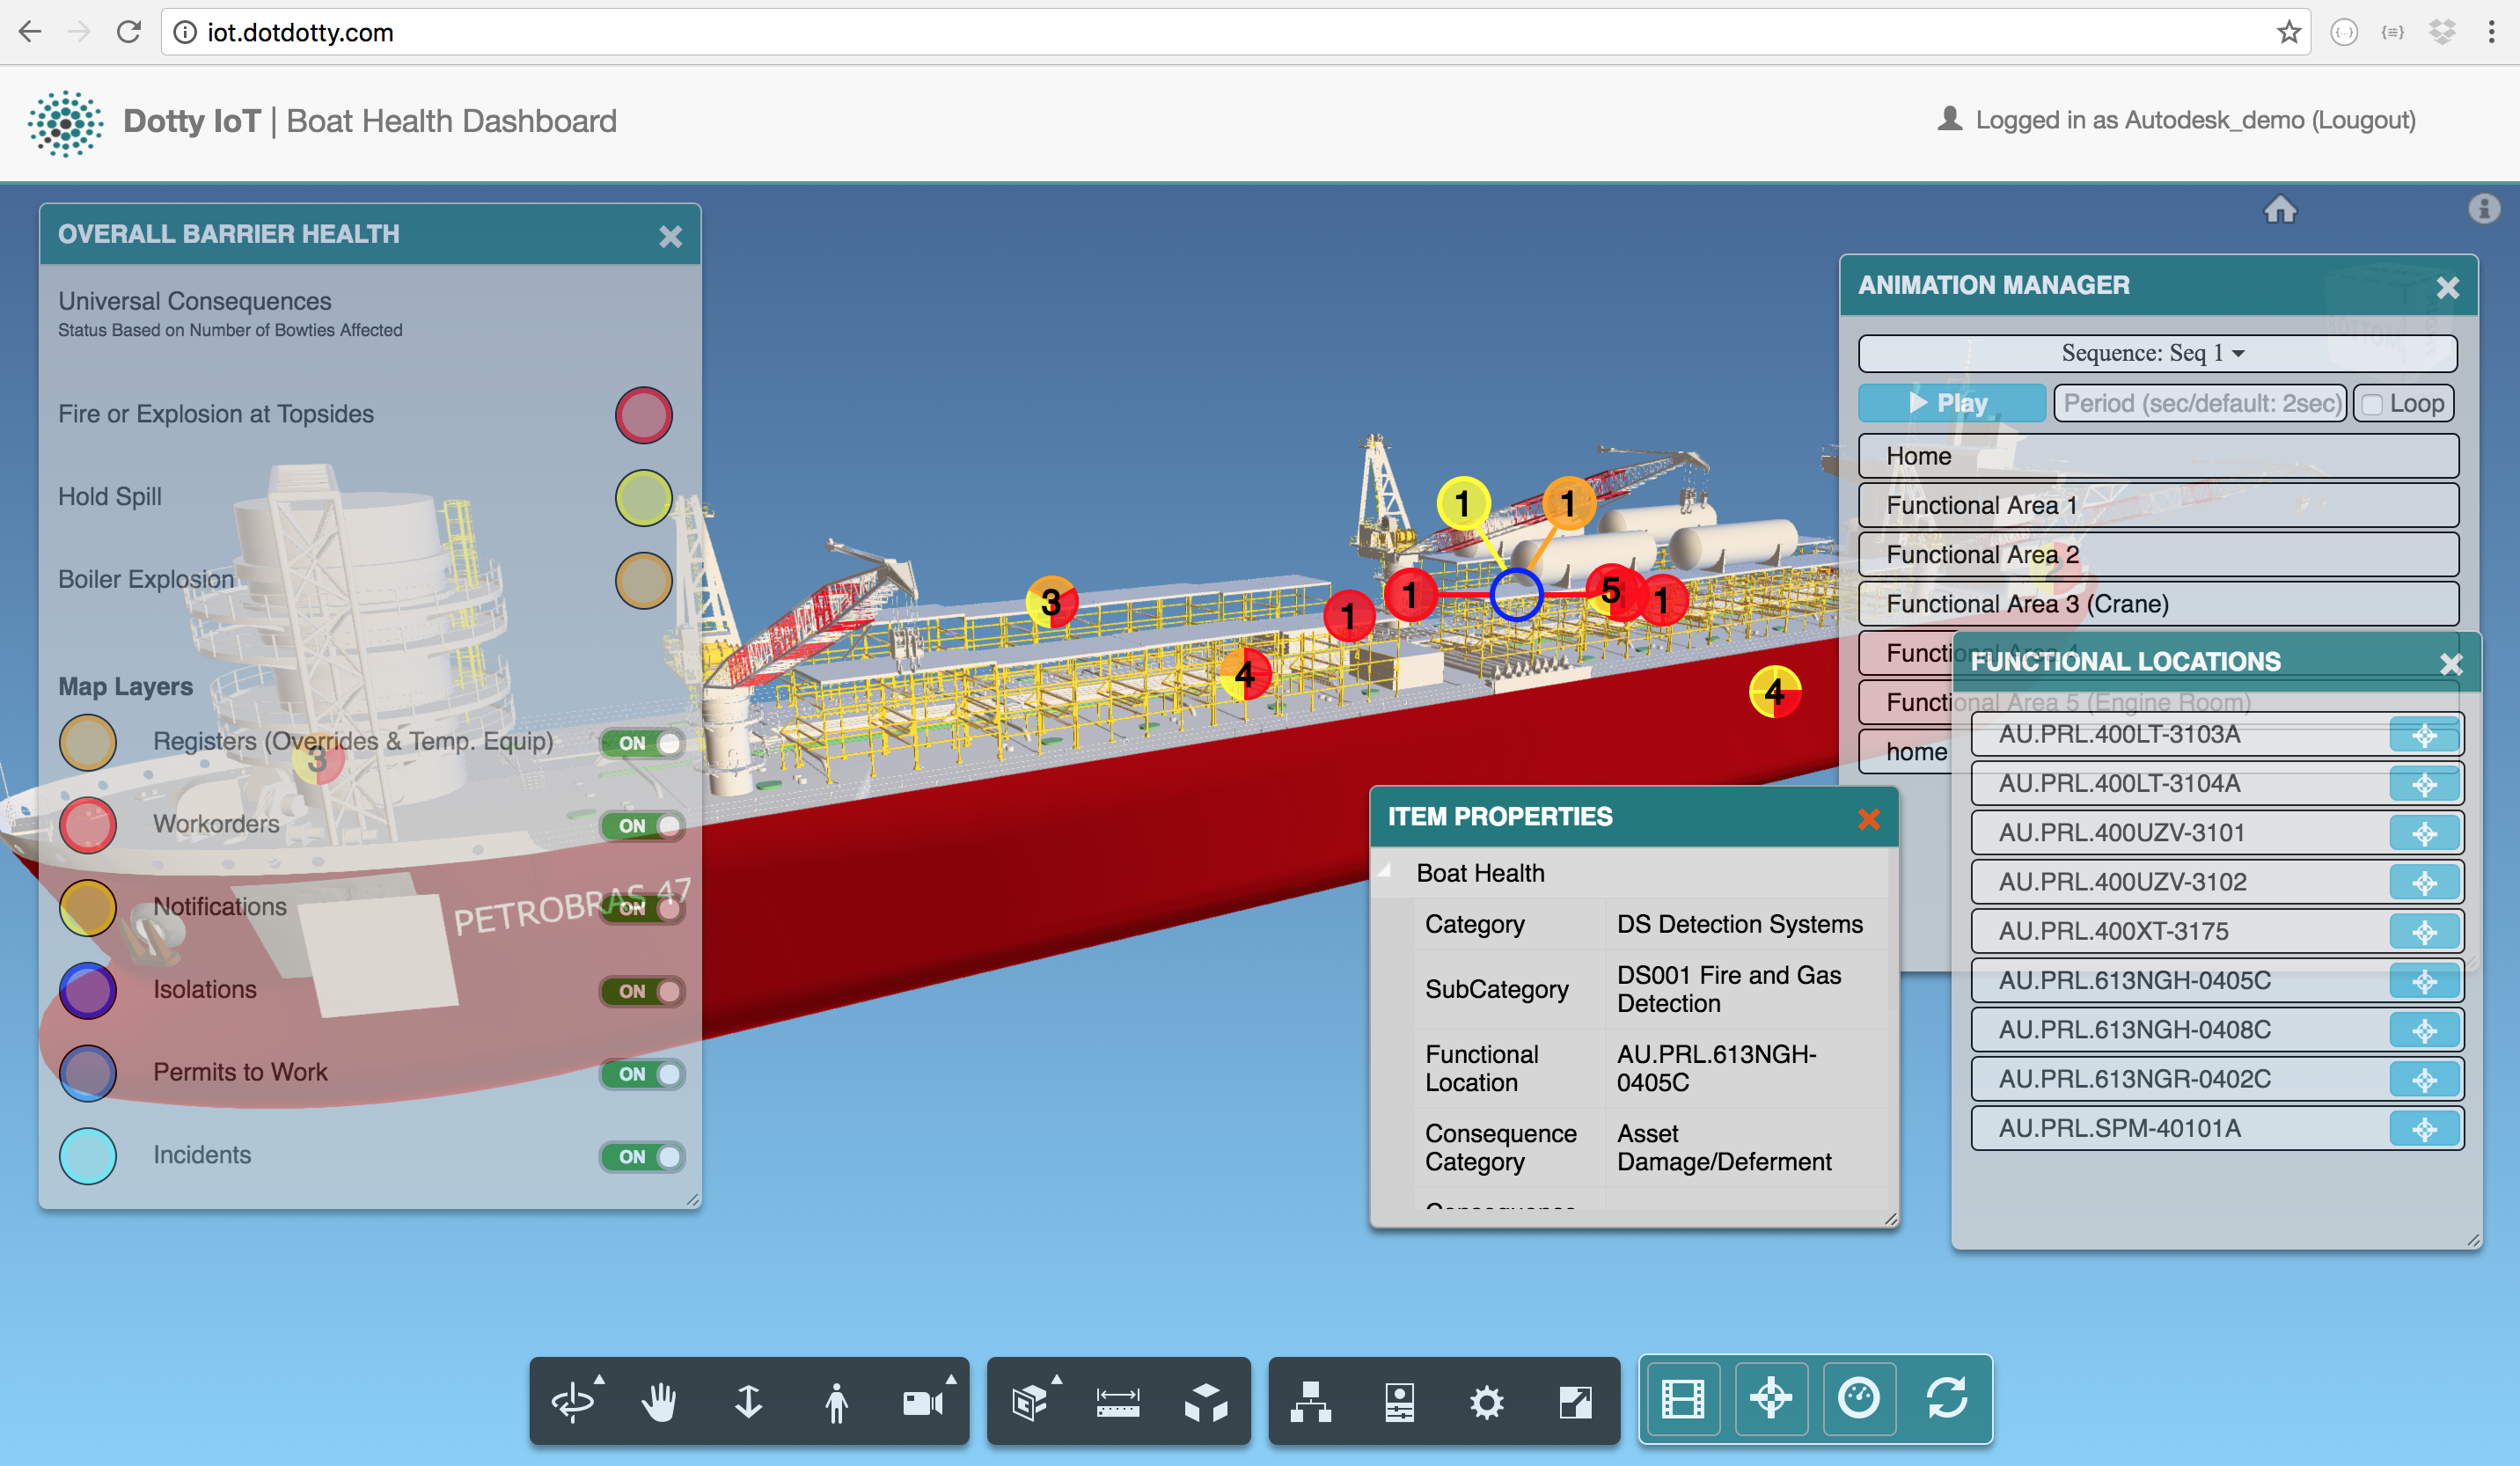 iot.dotdotty.com
Dotty IoT | Boat Health Dashboard
Logged in as Autodesk_demo (Lougout)
OVERALL BARRIER HEALTH
Universal Consequences
Status Based on Number of Bowties Affected
Fire or Explosion at Topsides
Hold Spill
Boiler Explosion
Map Layers
Registers (Overrides & Temp. Equip)
ON
Workorders
ON
Notifications
ON
Isolations
ON
Permits to Work
ON
Incidents
ON
3
PETROBRAS 47
3
4
1
1
1
1
5
1
4
2
ANIMATION MANAGER
Sequence: Seq 1
Play
Period (sec/default: 2sec)
Loop
Home
Functional Area 1
Functional Area 2
Functional Area 3 (Crane)
Functional Area 4
Functional Area 5 (Engine Room)
home
FUNCTIONAL LOCATIONS
AU.PRL.400LT-3103A
AU.PRL.400LT-3104A
AU.PRL.400UZV-3101
AU.PRL.400UZV-3102
AU.PRL.400XT-3175
AU.PRL.613NGH-0405C
AU.PRL.613NGH-0408C
AU.PRL.613NGR-0402C
AU.PRL.SPM-40101A
ITEM PROPERTIES
Boat Health
Category
DS Detection Systems
SubCategory
DS001 Fire and Gas
Detection
Functional
Location
AU.PRL.613NGH-
0405C
Consequence
Category
Asset
Damage/Deferment
Consequence